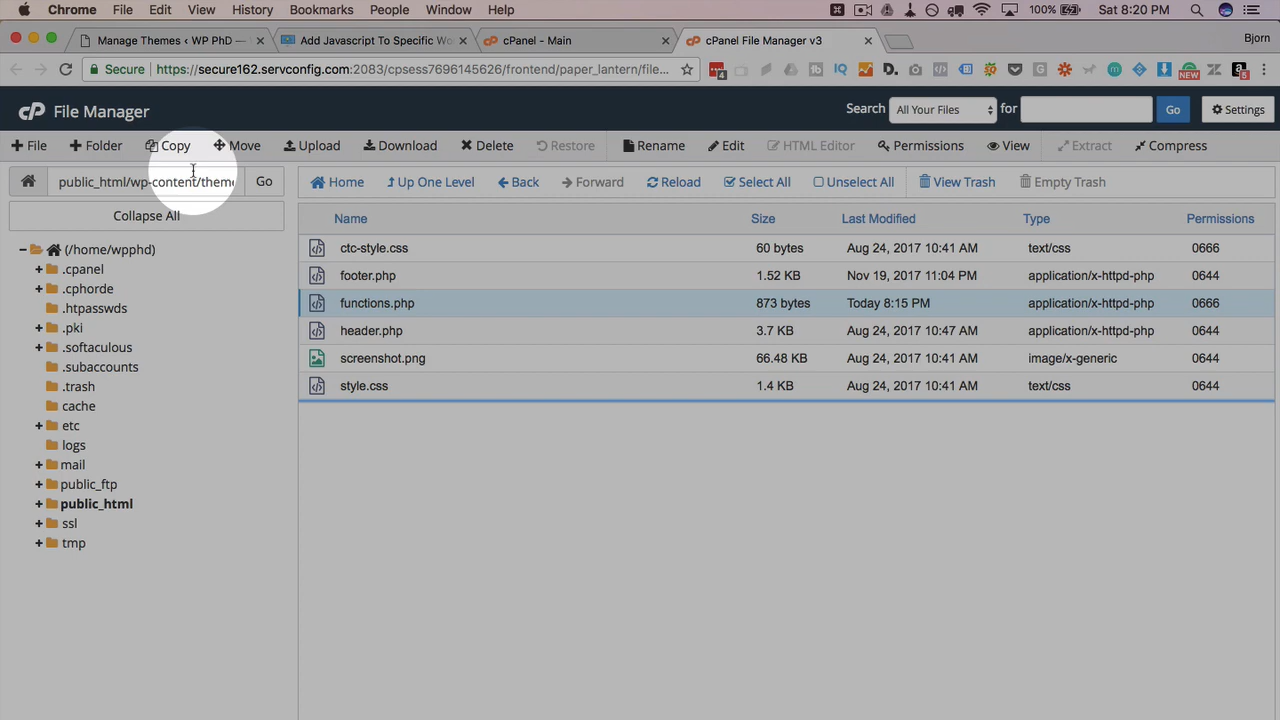 Chrome File Edit View History Bookmarks People Window Help 100% Sat 8:20 PM
Manage Themes ‹ WP PhD — Add Javascript To Specific Wo cPanel - Main cPanel File Manager v3 Bjorn
Secure https://secure162.servconfig.com:2083/cpsess7696145626/frontend/paper_lantern/file... 4 NEW 5
cP File Manager Search All Your Files for Go Settings
File Folder Copy Move Upload Download Delete Restore Rename Edit HTML Editor Permissions View Extract Compress
public_html/wp-content/theme Go Home Up One Level Back Forward Reload Select All Unselect All View Trash Empty Trash
Collapse All
Name Size Last Modified Type Permissions
ctc-style.css 60 bytes Aug 24, 2017 10:41 AM text/css 0666
footer.php 1.52 KB Nov 19, 2017 11:04 PM application/x-httpd-php 0644
functions.php 873 bytes Today 8:15 PM application/x-httpd-php 0666
header.php 3.7 KB Aug 24, 2017 10:47 AM application/x-httpd-php 0644
screenshot.png 66.48 KB Aug 24, 2017 10:41 AM image/x-generic 0644
style.css 1.4 KB Aug 24, 2017 10:41 AM text/css 0644
(/home/wpphd)
.cpanel
.cphorde
.htpasswds
.pki
.softaculous
.subaccounts
.trash
cache
etc
logs
mail
public_ftp
public_html
ssl
tmp